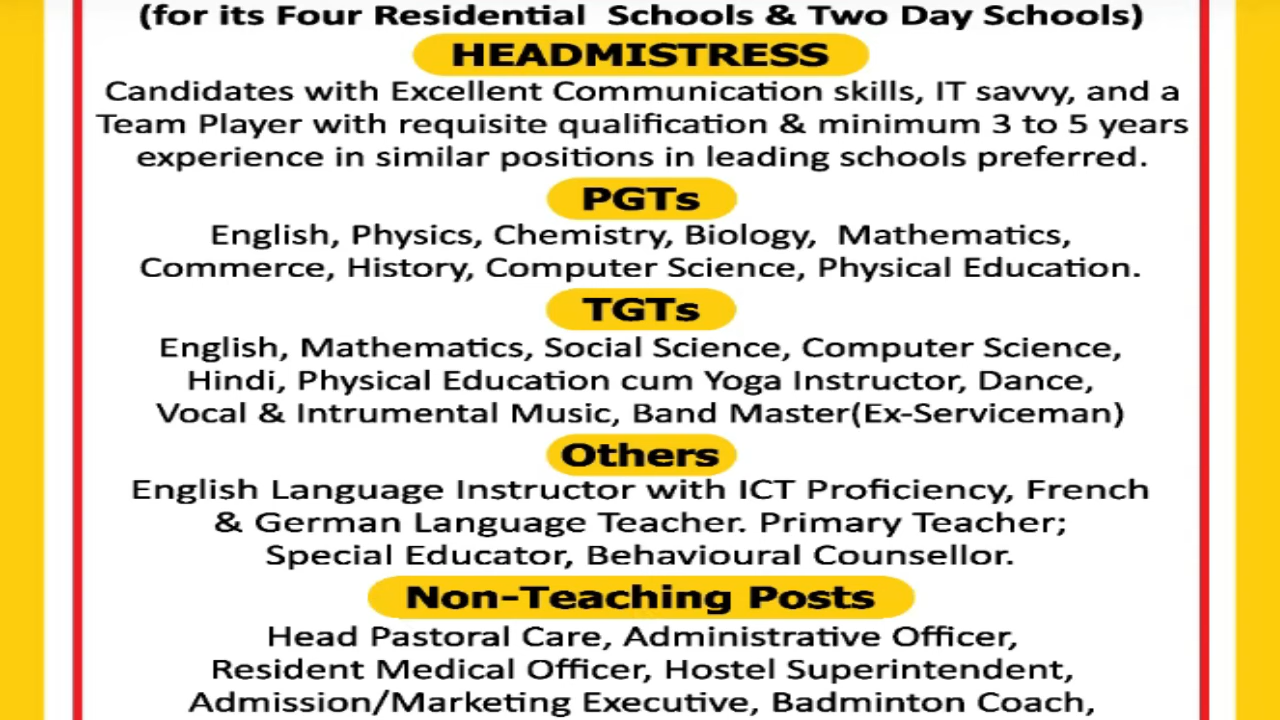 (for its Four Residential Schools & Two Day Schools)
HEADMISTRESS
Candidates with Excellent Communication skills, IT savvy, and a
Team Player with requisite qualification & minimum 3 to 5 years
experience in similar positions in leading schools preferred.
PGTs
English, Physics, Chemistry, Biology, Mathematics,
Commerce, History, Computer Science, Physical Education.
TGTs
English, Mathematics, Social Science, Computer Science,
Hindi, Physical Education cum Yoga Instructor, Dance,
Vocal & Intrumental Music, Band Master(Ex-Serviceman)
Others
English Language Instructor with ICT Proficiency, French
& German Language Teacher. Primary Teacher;
Special Educator, Behavioural Counsellor.
Non-Teaching Posts
Head Pastoral Care, Administrative Officer,
Resident Medical Officer, Hostel Superintendent,
Admission/Marketing Executive, Badminton Coach,